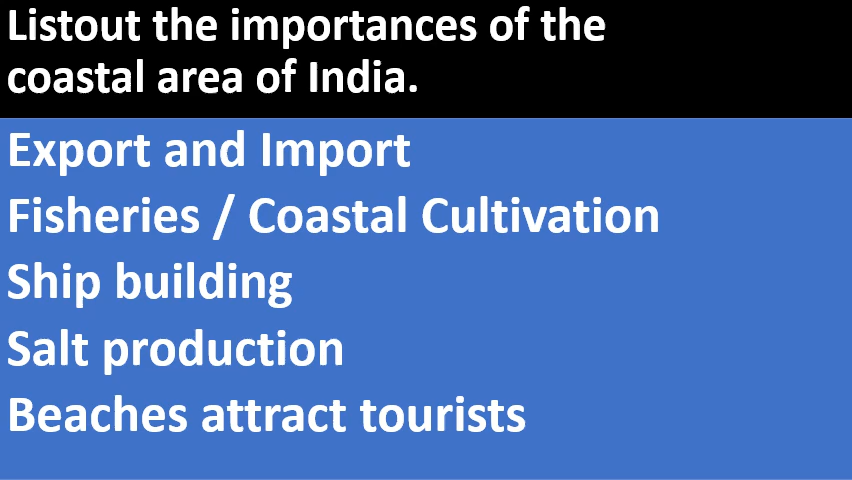 Listout the importances of the
coastal area of India.
Export and Import
Fisheries / Coastal Cultivation
Ship building
Salt production
Beaches attract tourists